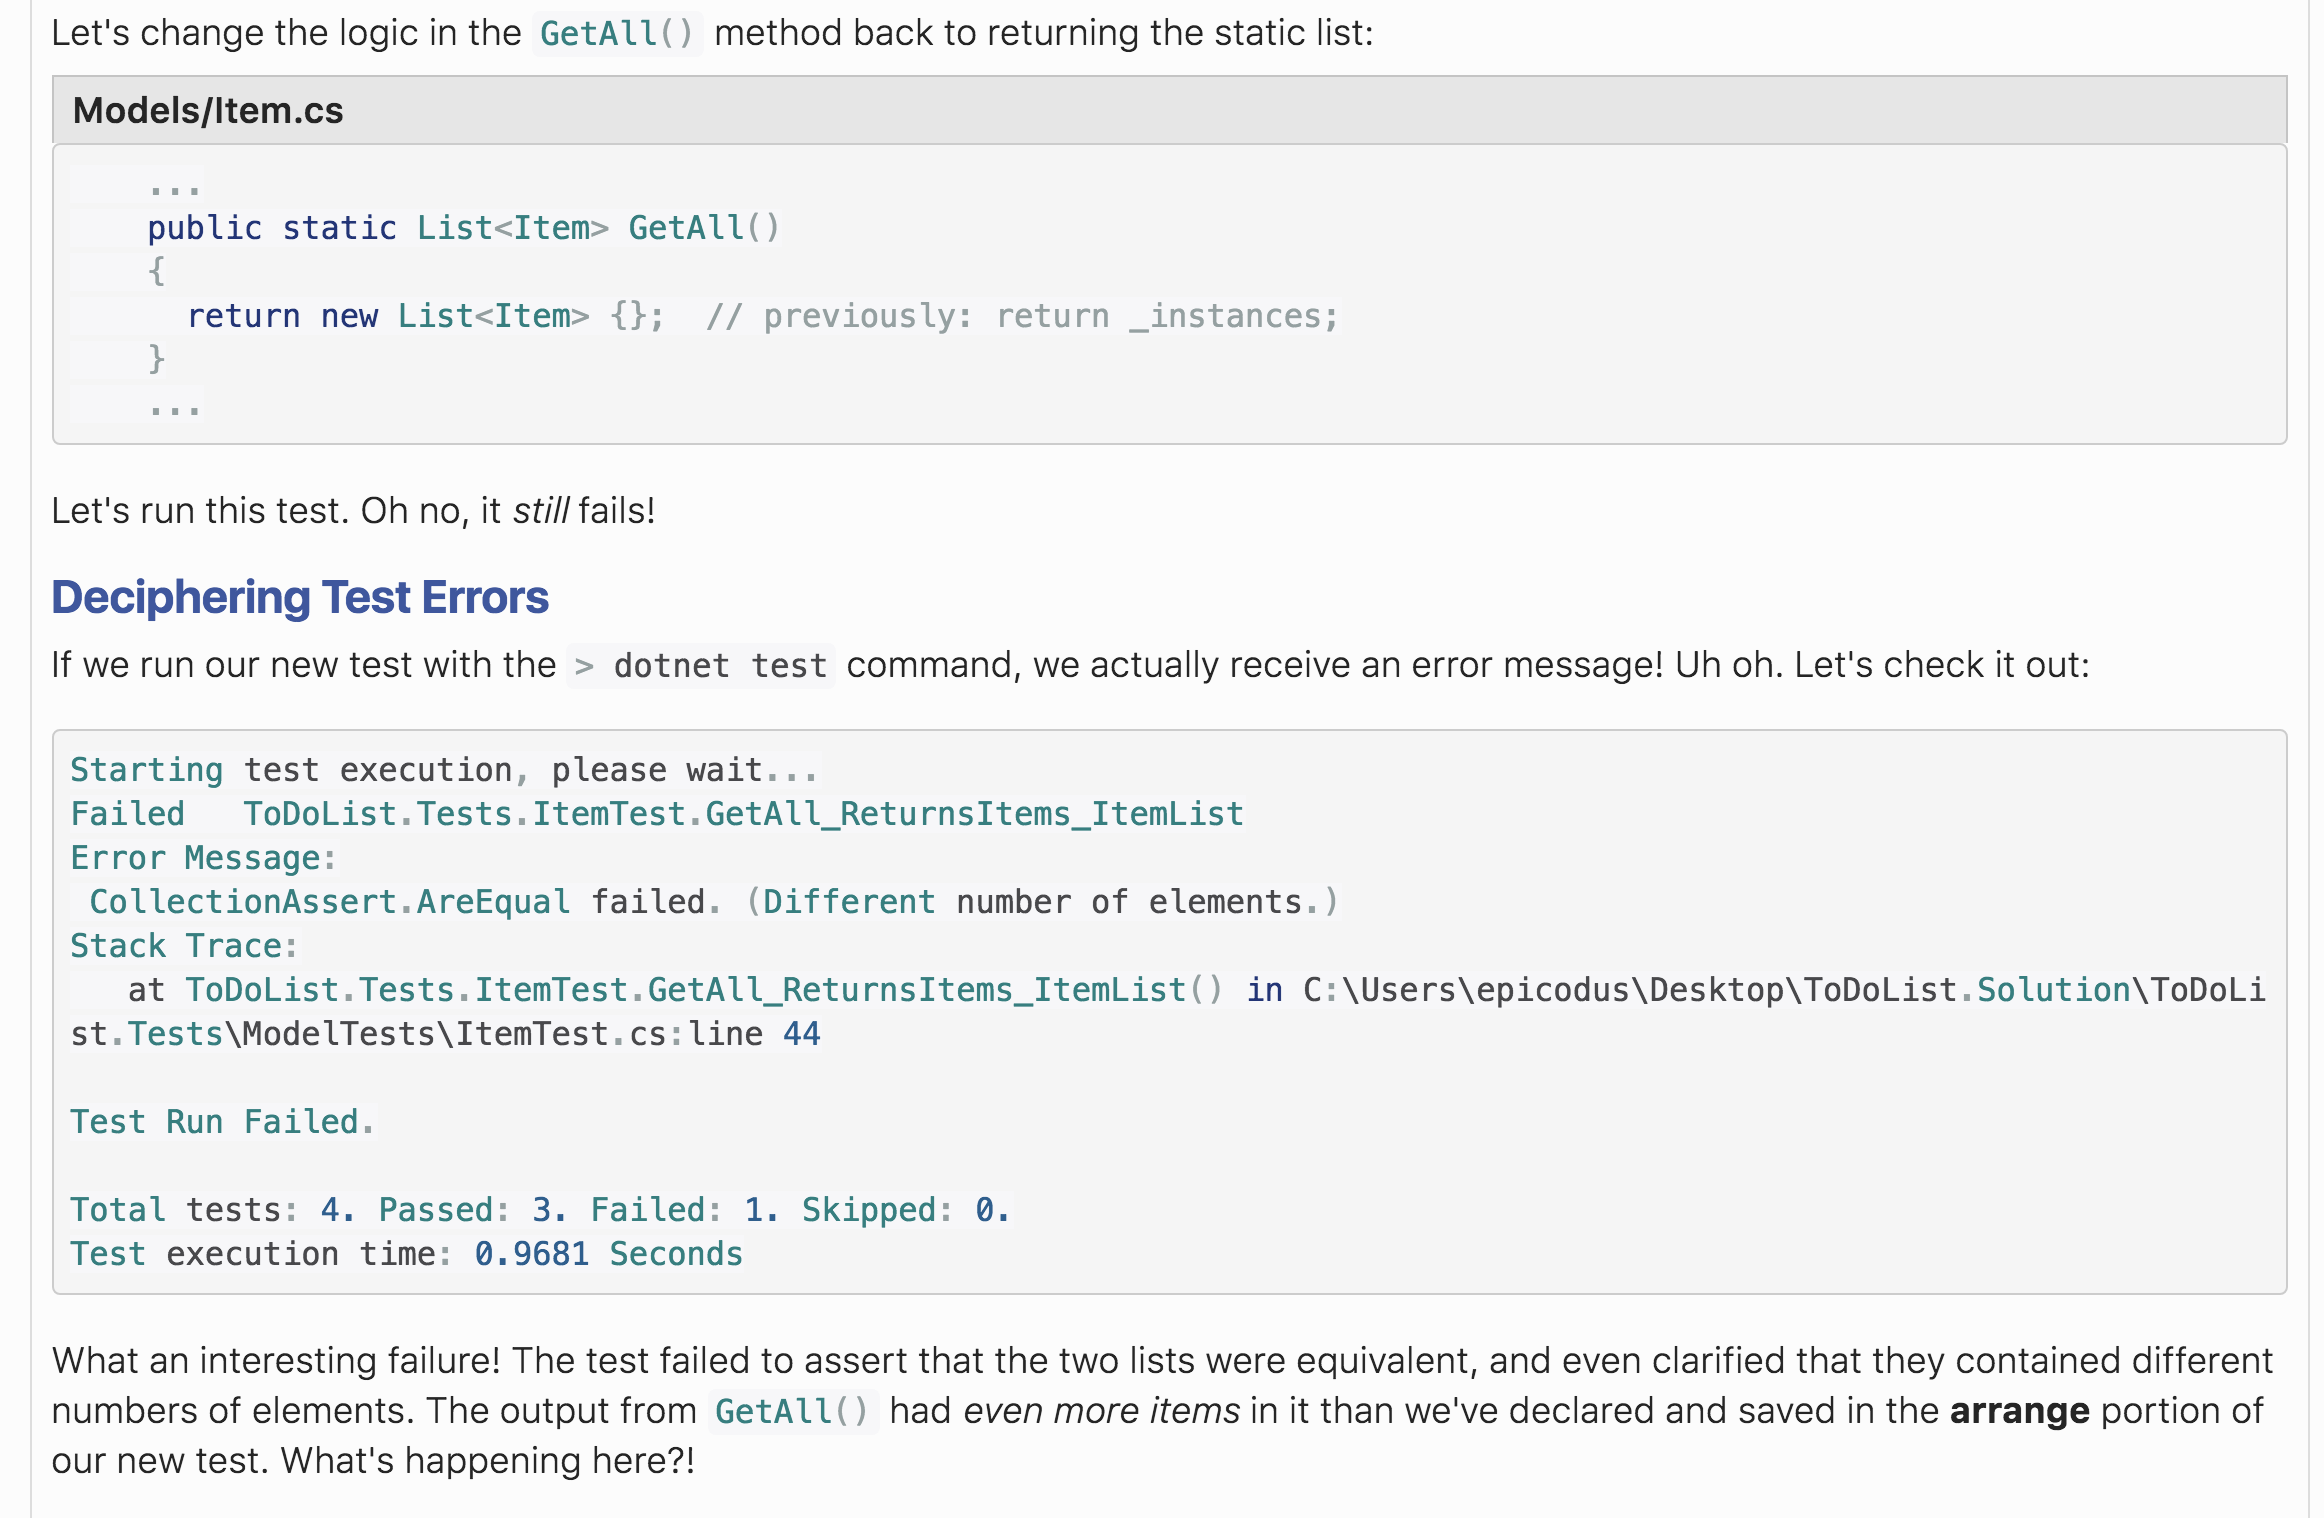 Let's change the logic in the GetAll() method back to returning the static list:
Models/Item.cs
...
public static List<Item> GetAll()
{
return new List<Item> {};  // previously: return _instances;
}
...
Let's run this test. Oh no, it still fails!
Deciphering Test Errors
If we run our new test with the > dotnet test command, we actually receive an error message! Uh oh. Let's check it out:
Starting test execution, please wait...
Failed   ToDoList.Tests.ItemTest.GetAll_ReturnsItems_ItemList
Error Message:
CollectionAssert.AreEqual failed. (Different number of elements.)
Stack Trace:
at ToDoList.Tests.ItemTest.GetAll_ReturnsItems_ItemList() in C:\Users\epicodus\Desktop\ToDoList.Solution\ToDoLi
st.Tests\ModelTests\ItemTest.cs:line 44
Test Run Failed.
Total tests: 4. Passed: 3. Failed: 1. Skipped: 0.
Test execution time: 0.9681 Seconds
What an interesting failure! The test failed to assert that the two lists were equivalent, and even clarified that they contained different
numbers of elements. The output from GetAll() had even more items in it than we've declared and saved in the arrange portion of
our new test. What's happening here?!